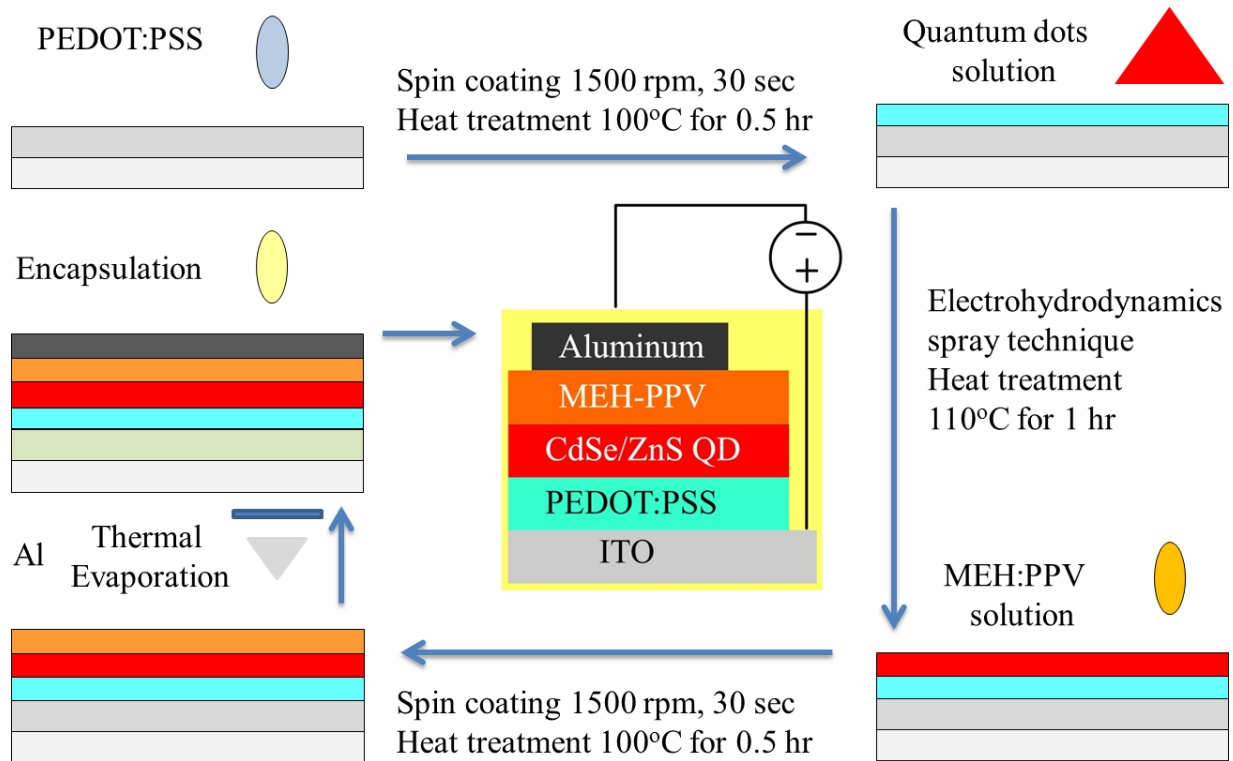 PEDOT:PSS
Spin coating 1500 rpm, 30 sec
Heat treatment 100°C for 0.5 hr
Quantum dots
solution
Electrohydrodynamics
spray technique
Heat treatment
110°C for 1 hr
MEH:PPV
solution
Spin coating 1500 rpm, 30 sec
Heat treatment 100°C for 0.5 hr
Al
Thermal
Evaporation
Encapsulation
−
+
Aluminum
MEH-PPV
CdSe/ZnS QD
PEDOT:PSS
ITO